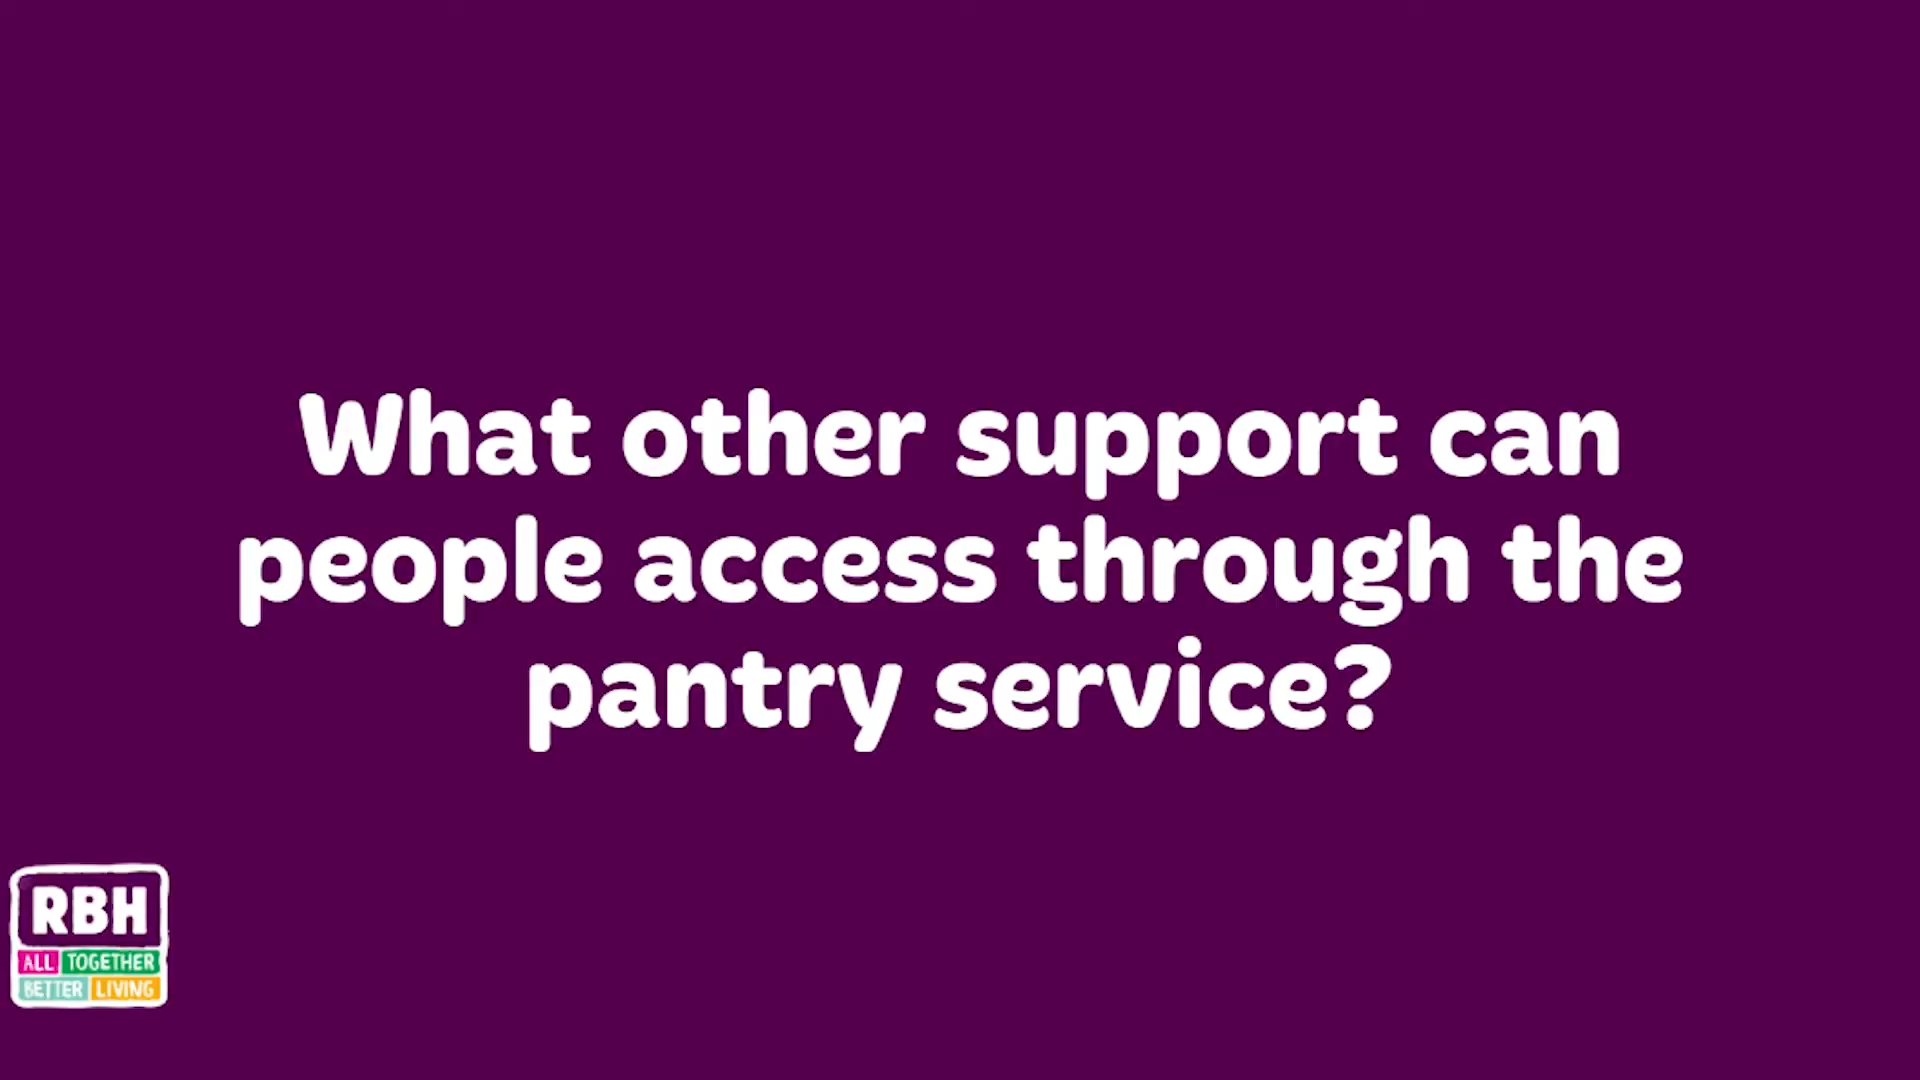 What other support can
people access through the
pantry service?
RBH
ALL TOGETHER
BETTER LIVING